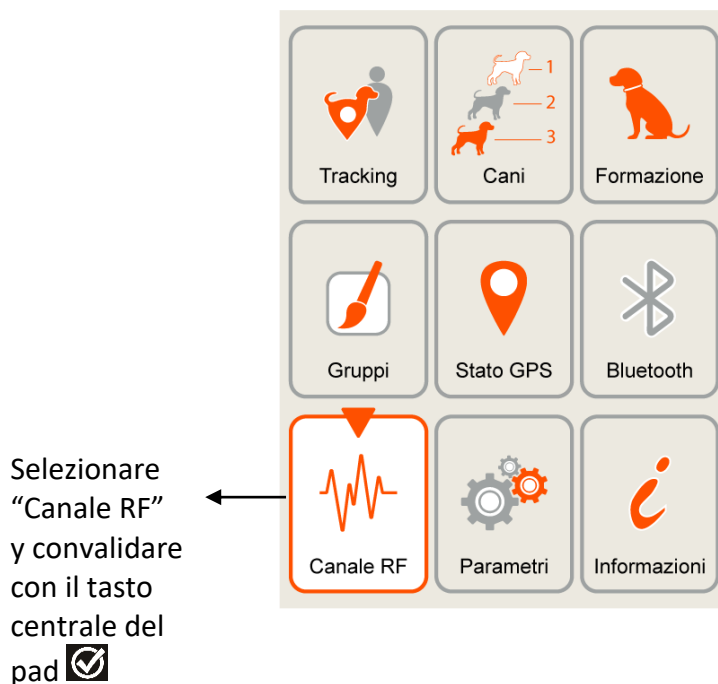 1
2
3
Tracking
Cani
Formazione
Gruppi
Stato GPS
Bluetooth
Canale RF
Parametri
Informazioni
Selezionare
“Canale RF”
y convalidare
con il tasto
centrale del
pad